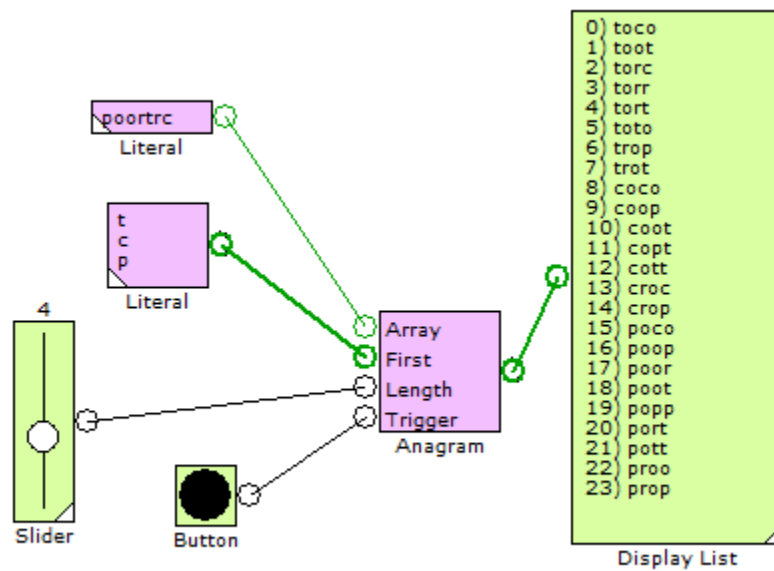 poortrc
Literal
t
c
p
Literal
4
Slider
Button
Array
First
Length
Trigger
Anagram
0) toco
1) toot
2) torc
3) torr
4) tort
5) toto
6) trop
7) trot
8) coco
9) coop
10) coot
11) copt
12) cott
13) croc
14) crop
15) poco
16) poop
17) poor
18) poot
19) popp
20) port
21) pott
22) proo
23) prop
Display List